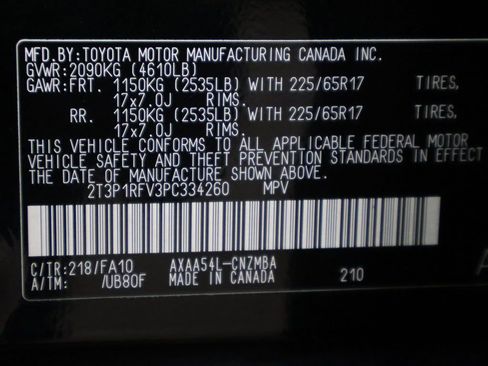 MFD.BY:TOYOTA MOTOR MANUFACTURING CANADA INC.
GVWR:2090KG (4610LB)
GAWR:FRT. 1150KG (2535LB) WITH 225/65R17 TIRES,
17x7.0J RIMS.
RR. 1150KG (2535LB) WITH 225/65R17 TIRES,
17x7.0J RIMS.
THIS VEHICLE CONFORMS TO ALL APPLICABLE FEDERAL MOTOR
VEHICLE SAFETY AND THEFT PREVENTION STANDARDS IN EFFECT
THE DATE OF MANUFACTURE SHOWN ABOVE.
2T3P1RFV3PC334260 MPV
C/TR:218/FA10 AXAA54L-CNZMBA
A/TM: /UB80F MADE IN CANADA 210